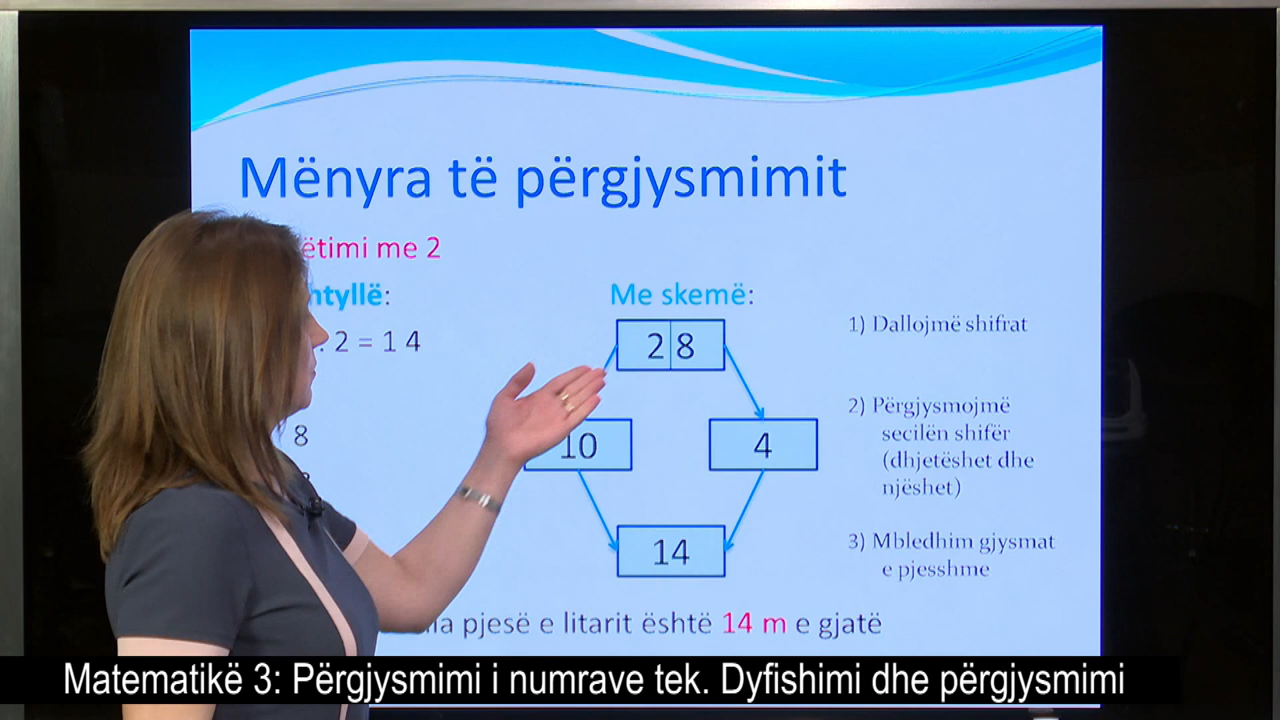 Mënyra të përgjysmimit
ëtimi me 2
htyllë:
. 2 = 1 4
8
Me skemë:
2 8
10
4
14
1) Dallojmë shifrat
2) Përgjysmojmë
secilën shifër
(dhjetëshet dhe
njëshet)
3) Mbledhim gjysmat
e pjesshme
pjesë e litarit është 14 m e gjatë
Matematikë 3: Përgjysmimi i numrave tek. Dyfishimi dhe përgjysmimi